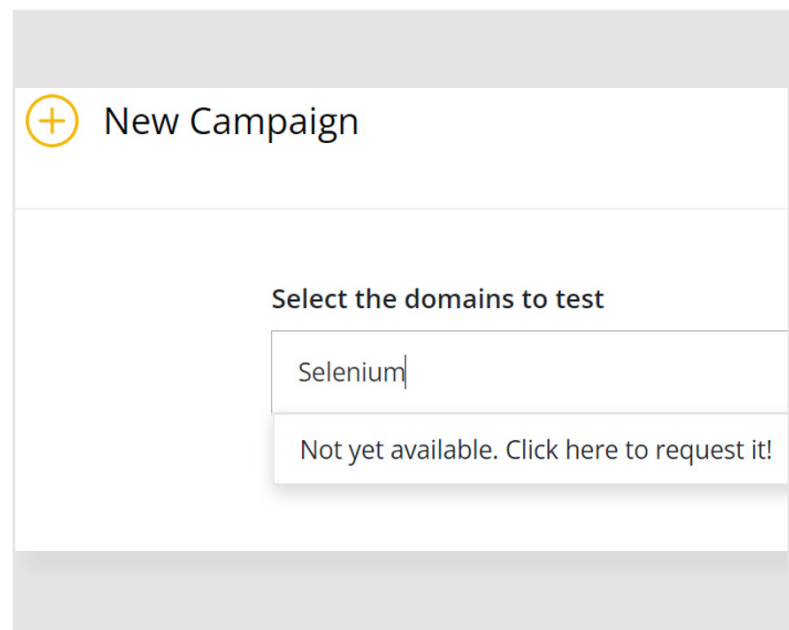 New Campaign
Select the domains to test
Selenium
Not yet available. Click here to request it!